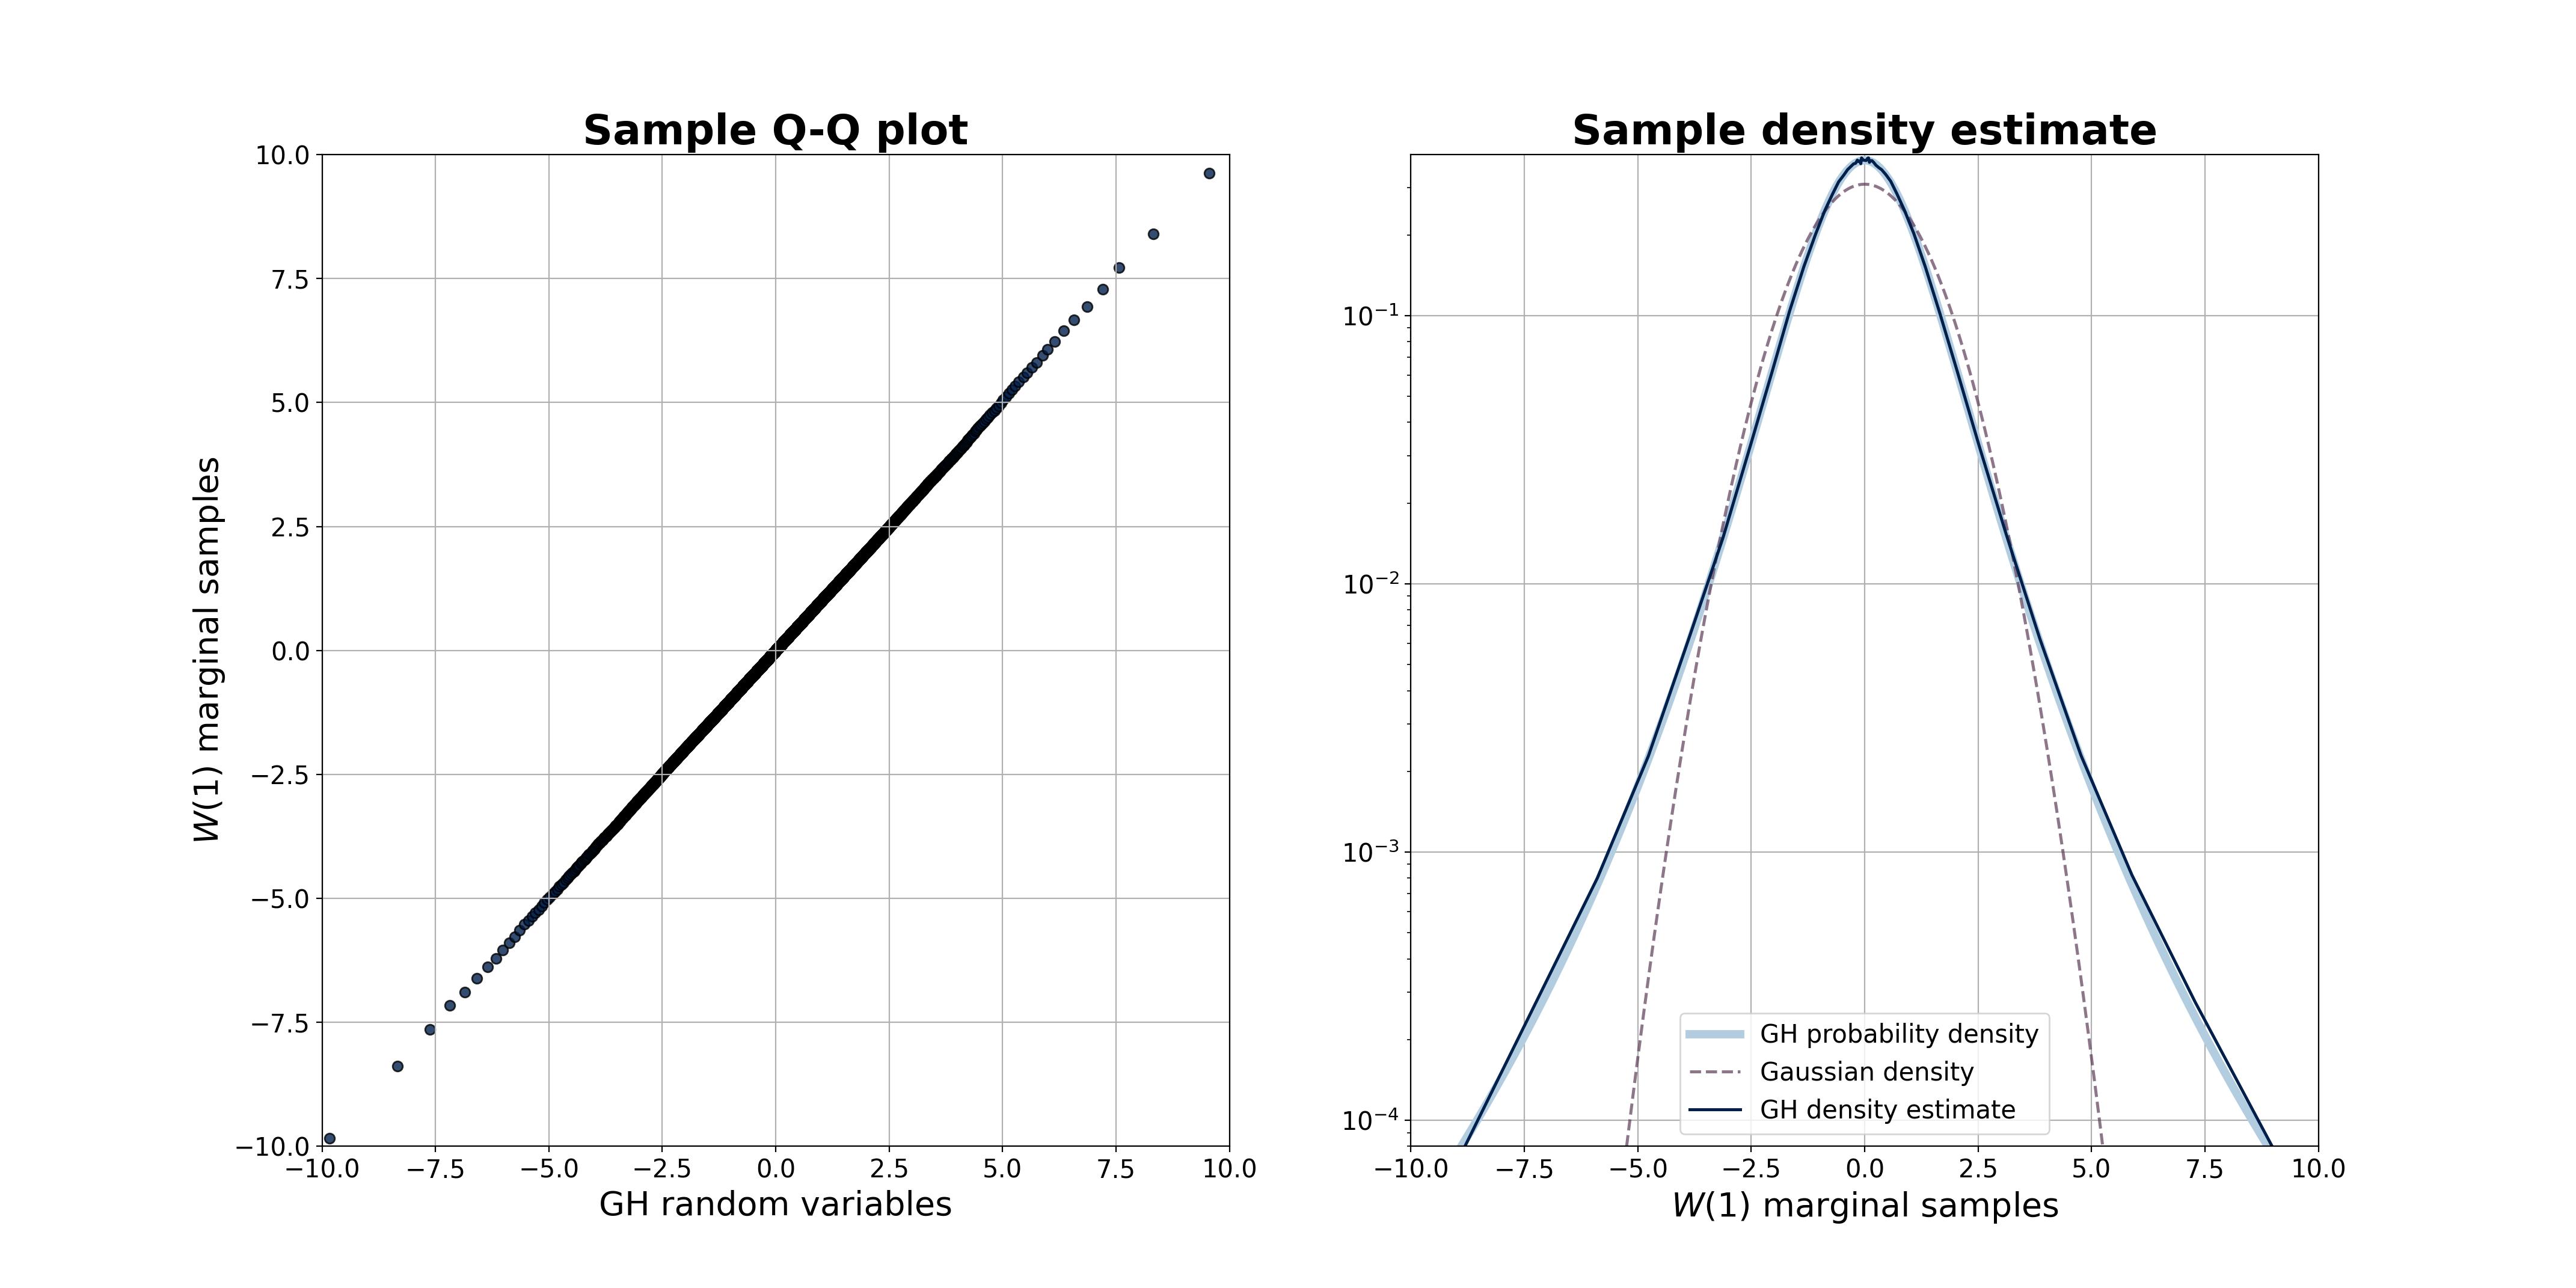 Sample Q-Q plot
10.0
7.5
5.0
2.5
0.0
−2.5
−5.0
−7.5
−10.0
W(1) marginal samples
−10.0 −7.5 −5.0 −2.5 0.0 2.5 5.0 7.5 10.0
GH random variables
Sample density estimate
10⁻¹
10⁻²
10⁻³
10⁻⁴
GH probability density
Gaussian density
GH density estimate
−10.0 −7.5 −5.0 −2.5 0.0 2.5 5.0 7.5 10.0
W(1) marginal samples